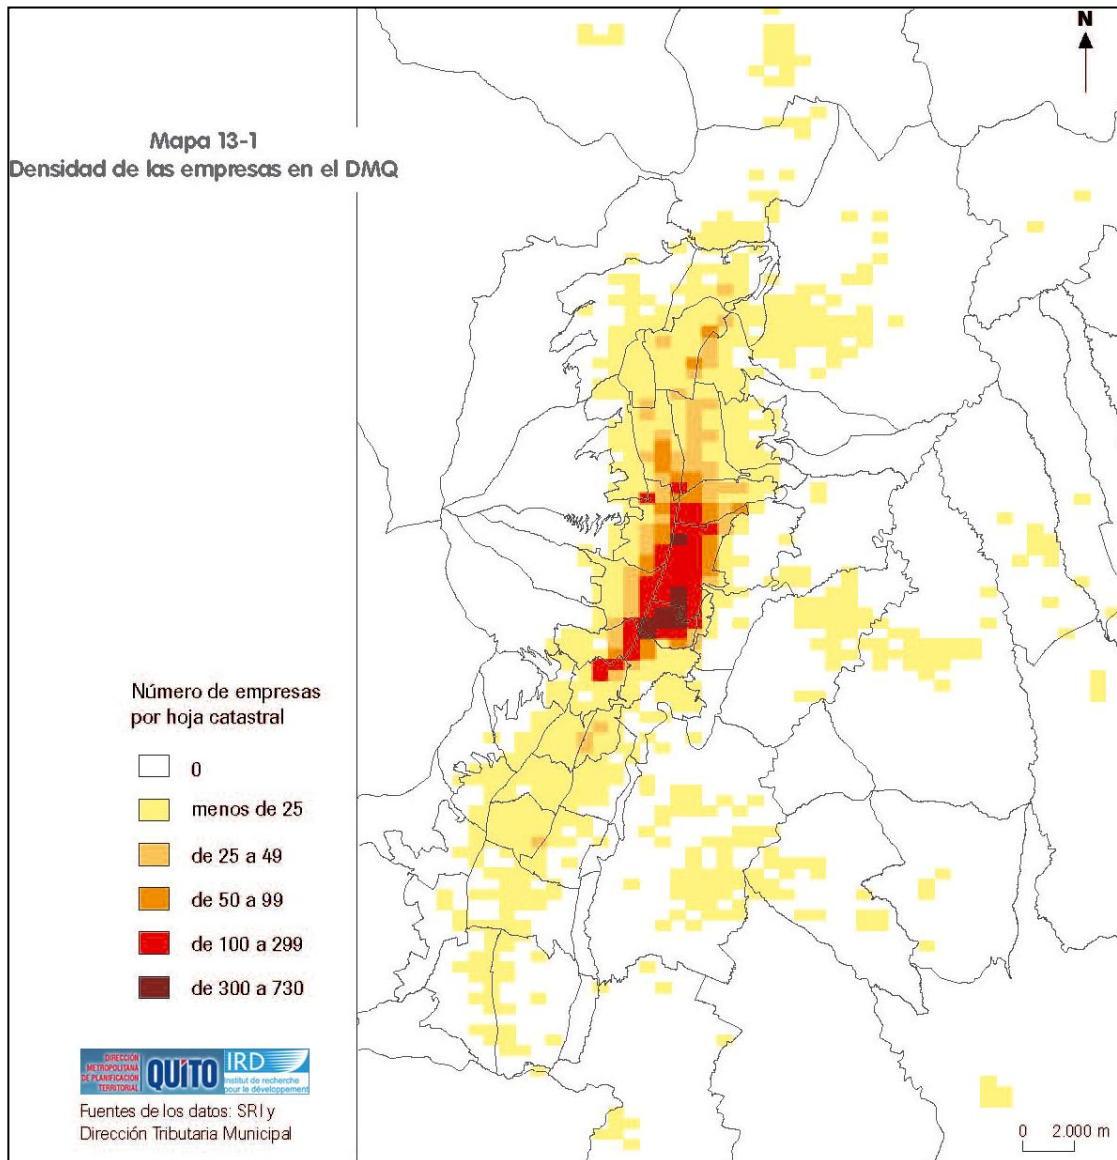 N
Mapa 13-1
Densidad de las empresas en el DMQ
Número de empresas
por hoja catastral
0
menos de 25
de 25 a 49
de 50 a 99
de 100 a 299
de 300 a 730
DIRECCIÓN
METROPOLITANA
DE PLANIFICACIÓN
TERRITORIAL
QUITO
IRD
Institut de recherche
pour le développement
Fuentes de los datos: SRI y
Dirección Tributaria Municipal
0 2.000 m